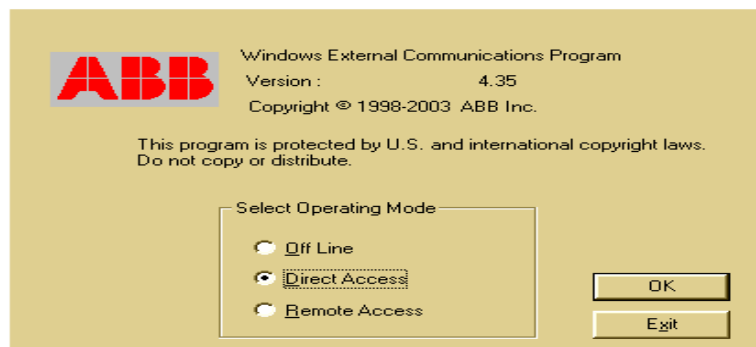 ABB
Windows External Communications Program
Version : 4.35
Copyright © 1998-2003 ABB Inc.
This program is protected by U.S. and international copyright laws.
Do not copy or distribute.
Select Operating Mode
Off Line
Direct Access
Remote Access
OK
Exit